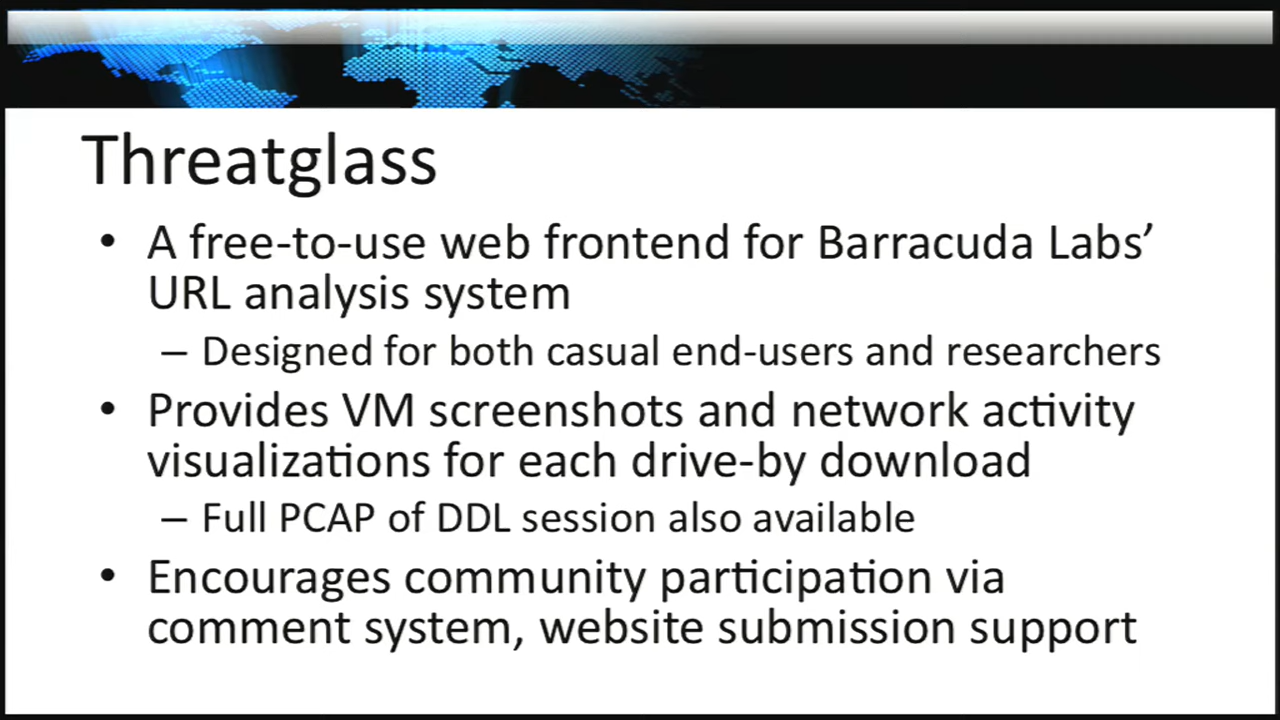 Threatglass
• A free-to-use web frontend for Barracuda Labs’
URL analysis system
– Designed for both casual end-users and researchers
• Provides VM screenshots and network activity
visualizations for each drive-by download
– Full PCAP of DDL session also available
• Encourages community participation via
comment system, website submission support